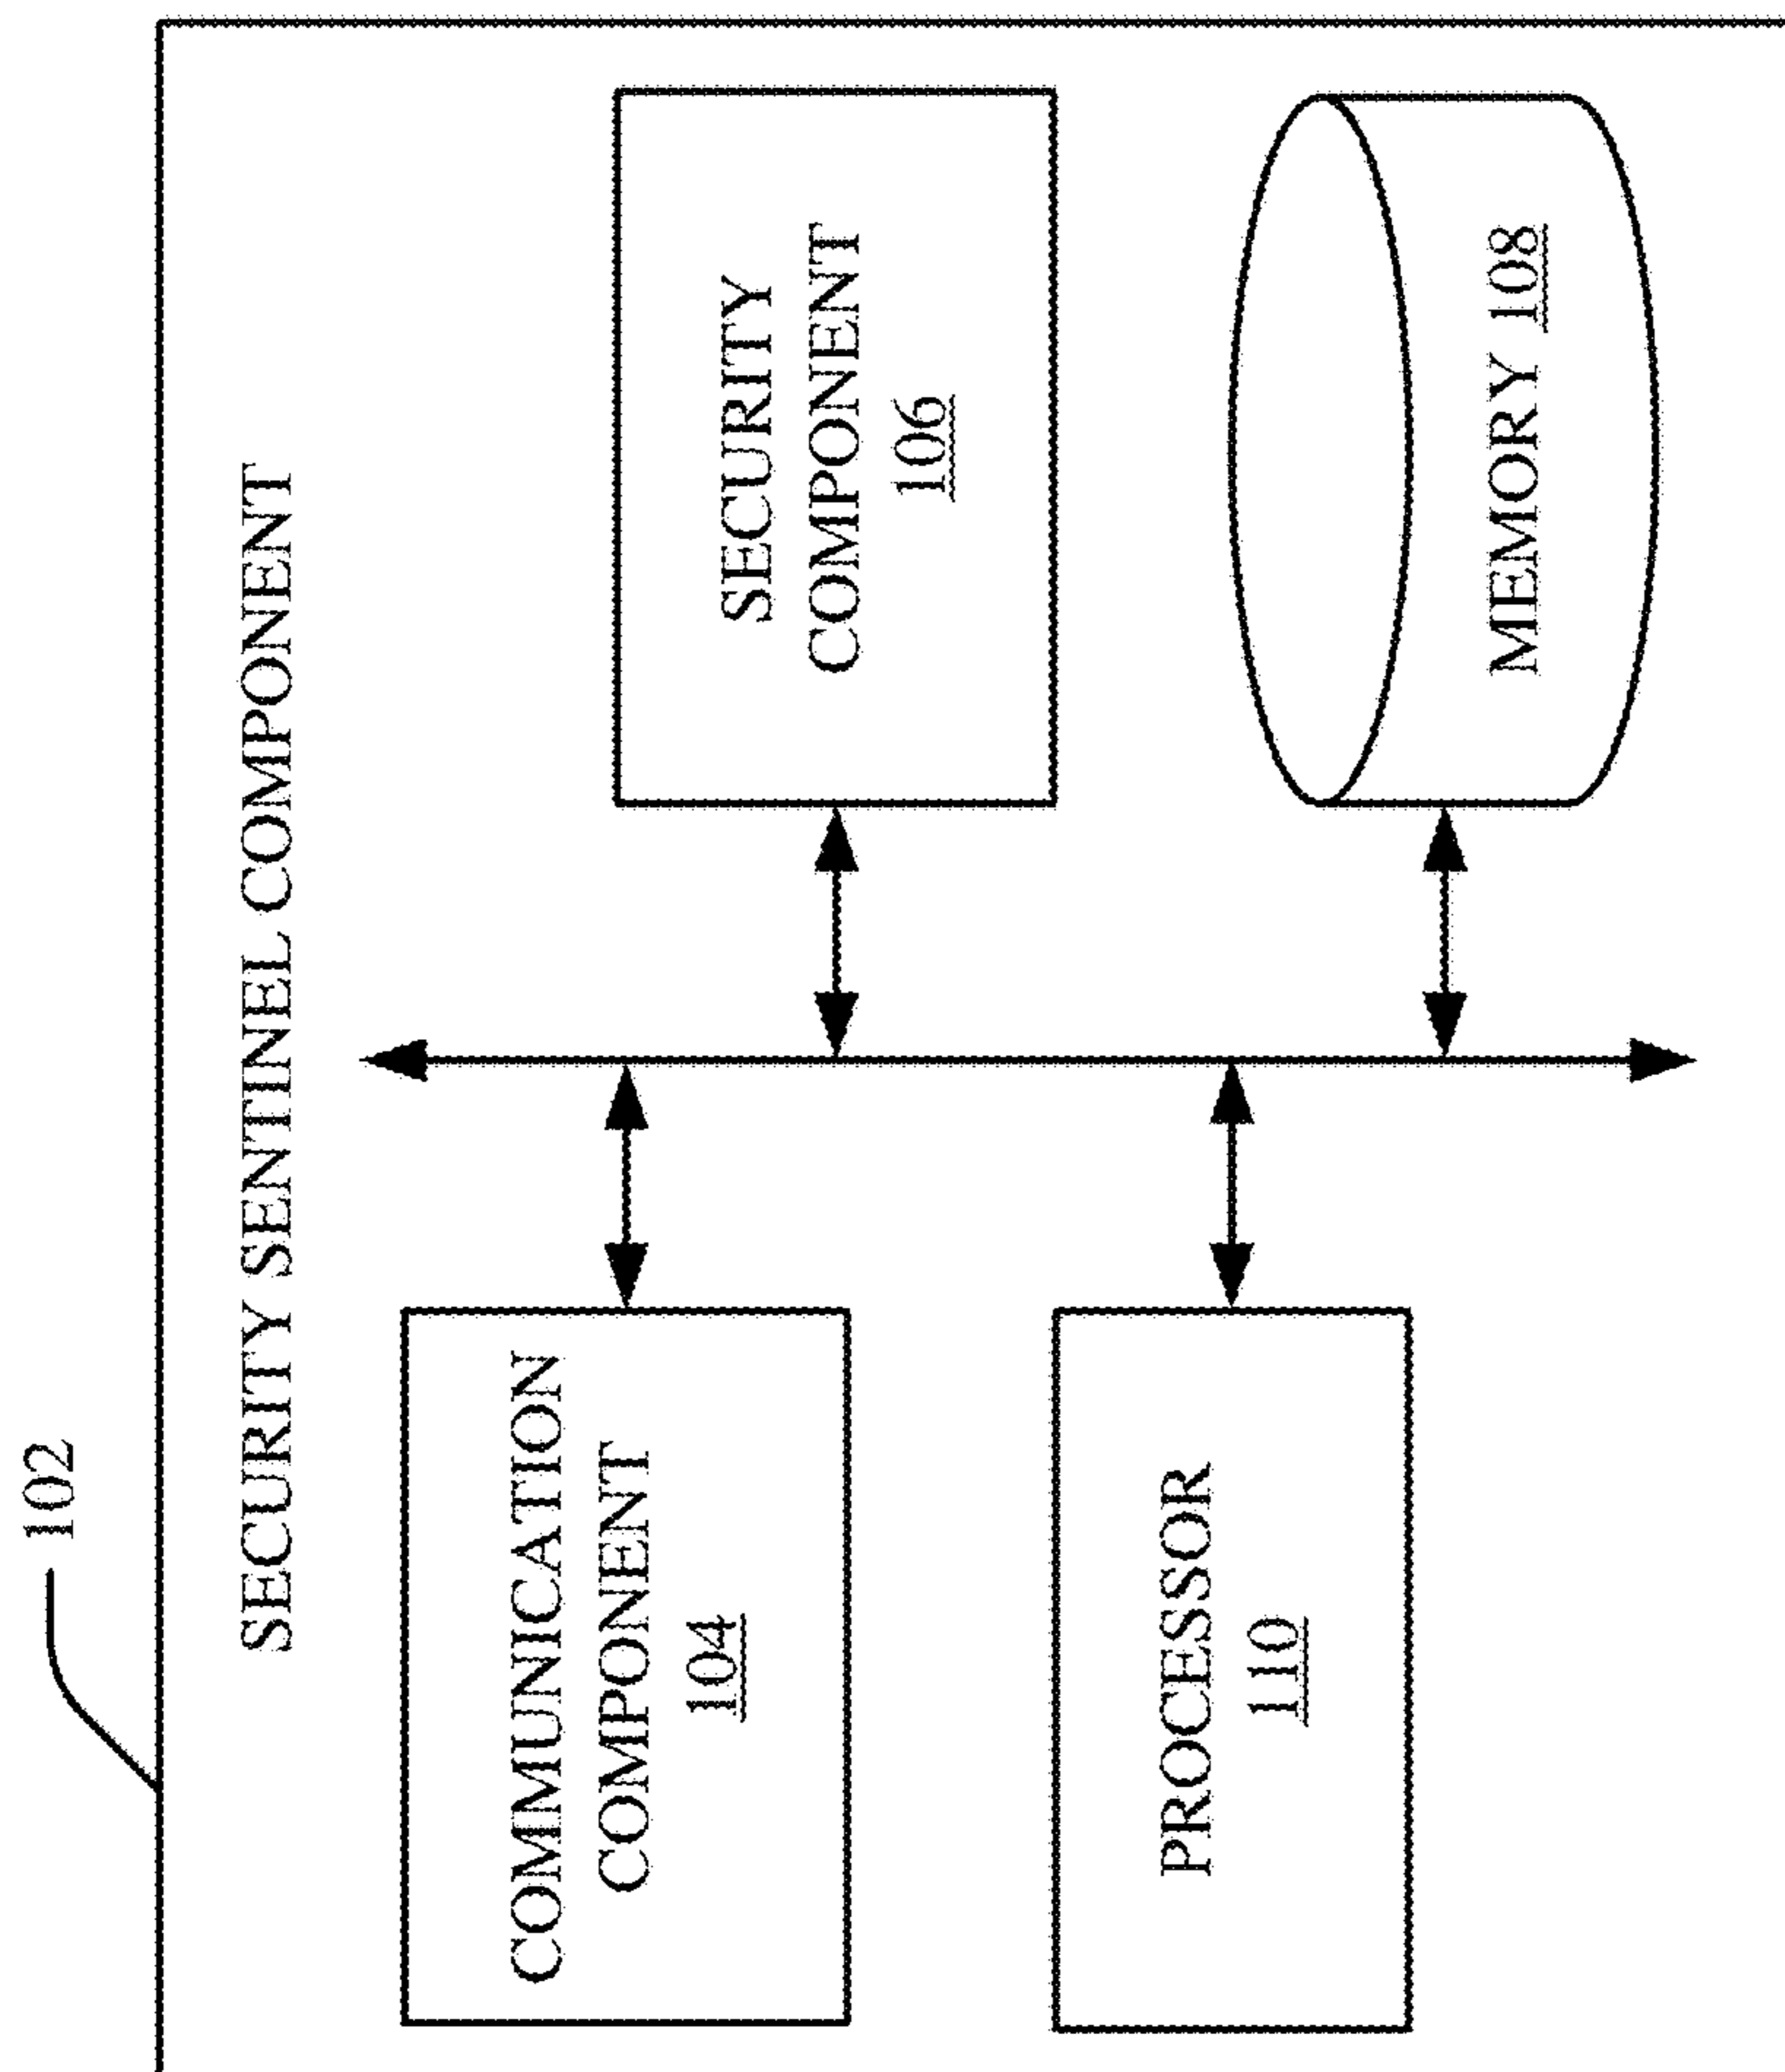 102
SECURITY SENTINEL COMPONENT
COMMUNICATION
COMPONENT
104
SECURITY
COMPONENT
106
PROCESSOR
110
MEMORY 108